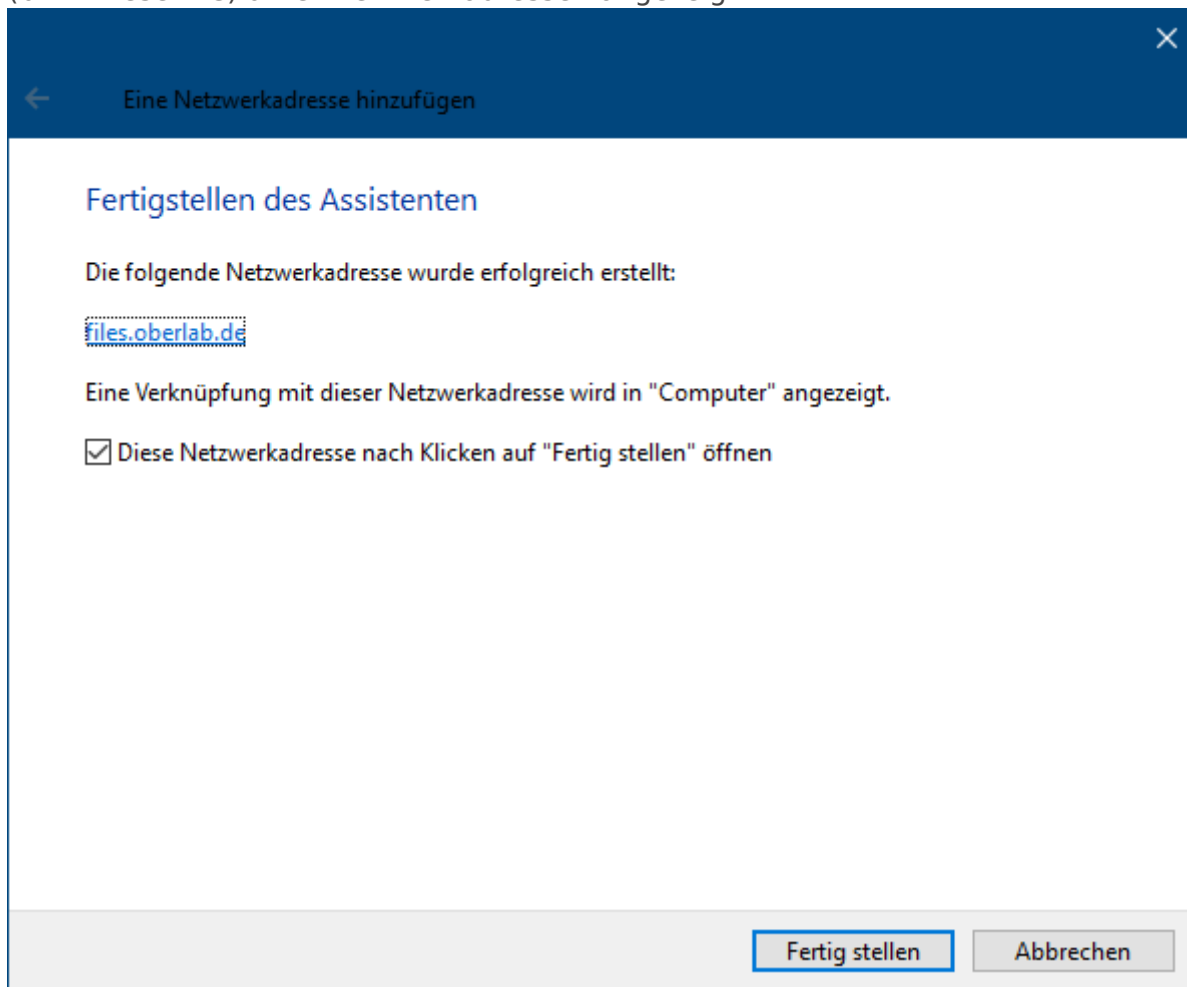 Eine Netzwerkadresse hinzufügen
Fertigstellen des Assistenten
Die folgende Netzwerkadresse wurde erfolgreich erstellt:
files.oberlab.de
Eine Verknüpfung mit dieser Netzwerkadresse wird in "Computer" angezeigt.
Diese Netzwerkadresse nach Klicken auf "Fertig stellen" öffnen
Fertig stellen Abbrechen